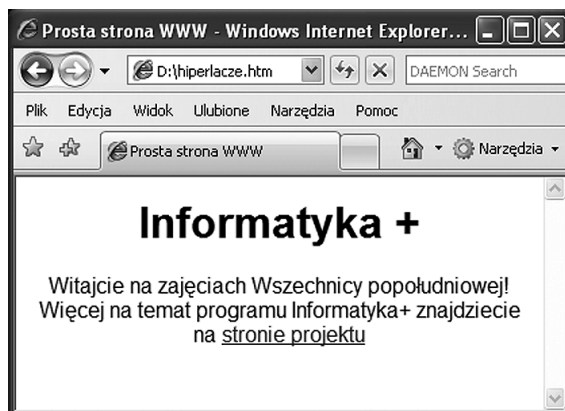 Prosta strona WWW - Windows Internet Explorer...
D:\hiperlacze.htm DAEMON Search
Plik Edycja Widok Ulubione Narzędzia Pomoc
Prosta strona WWW Narzędzia
Informatyka +
Witajcie na zajęciach Wszechnicy popołudniowej!
Więcej na temat programu Informatyka+ znajdziecie
na stronie projektu